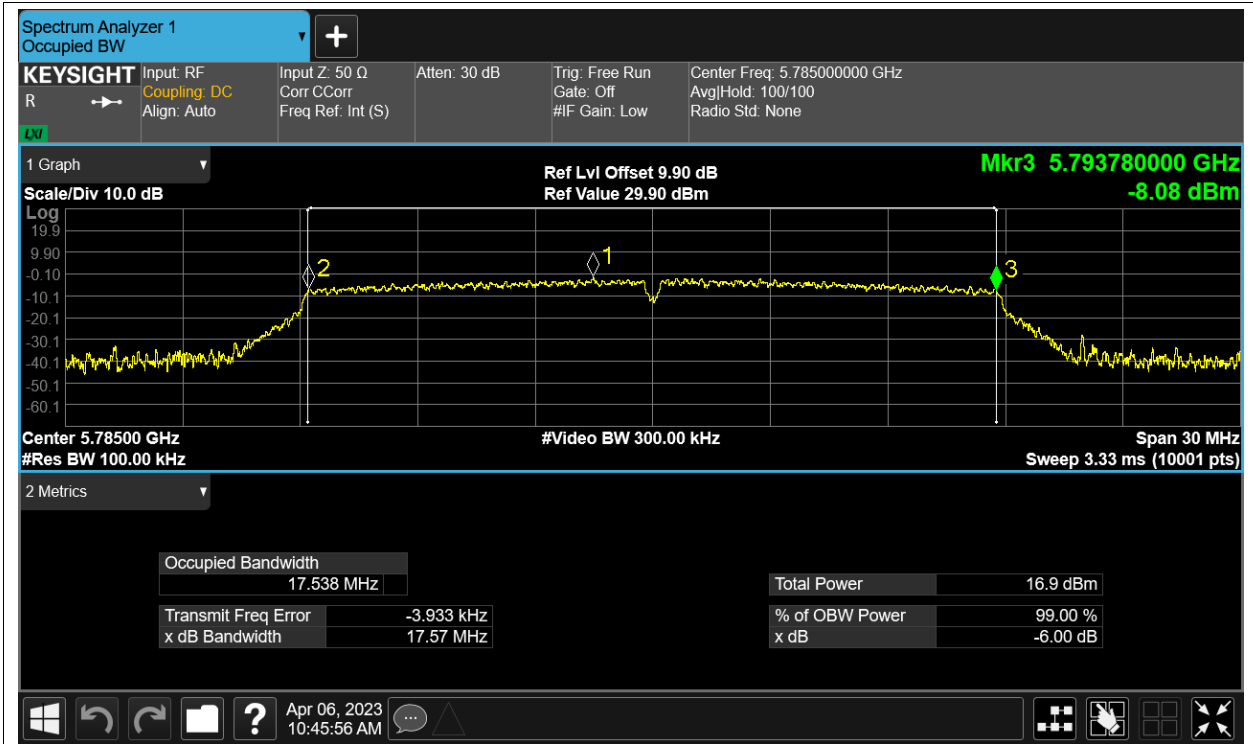 Spectrum Analyzer 1
Occupied BW
KEYSIGHT
R
LXI
Input: RF
Coupling: DC
Align: Auto
Input Z: 50 Ω
Corr CCorr
Freq Ref: Int (S)
Atten: 30 dB
Trig: Free Run
Gate: Off
#IF Gain: Low
Center Freq: 5.785000000 GHz
Avg|Hold: 100/100
Radio Std: None
1 Graph
Scale/Div 10.0 dB
Ref Lvl Offset 9.90 dB
Ref Value 29.90 dBm
Mkr3 5.793780000 GHz
-8.08 dBm
Log
19.9
9.90
-0.10
-10.1
-20.1
-30.1
-40.1
-50.1
-60.1
2
1
3
Center 5.78500 GHz
#Video BW 300.00 kHz
Span 30 MHz
#Res BW 100.00 kHz
Sweep 3.33 ms (10001 pts)
2 Metrics
Occupied Bandwidth
17.538 MHz
Transmit Freq Error -3.933 kHz
x dB Bandwidth 17.57 MHz
Total Power 16.9 dBm
% of OBW Power 99.00 %
x dB -6.00 dB
?
Apr 06, 2023
10:45:56 AM